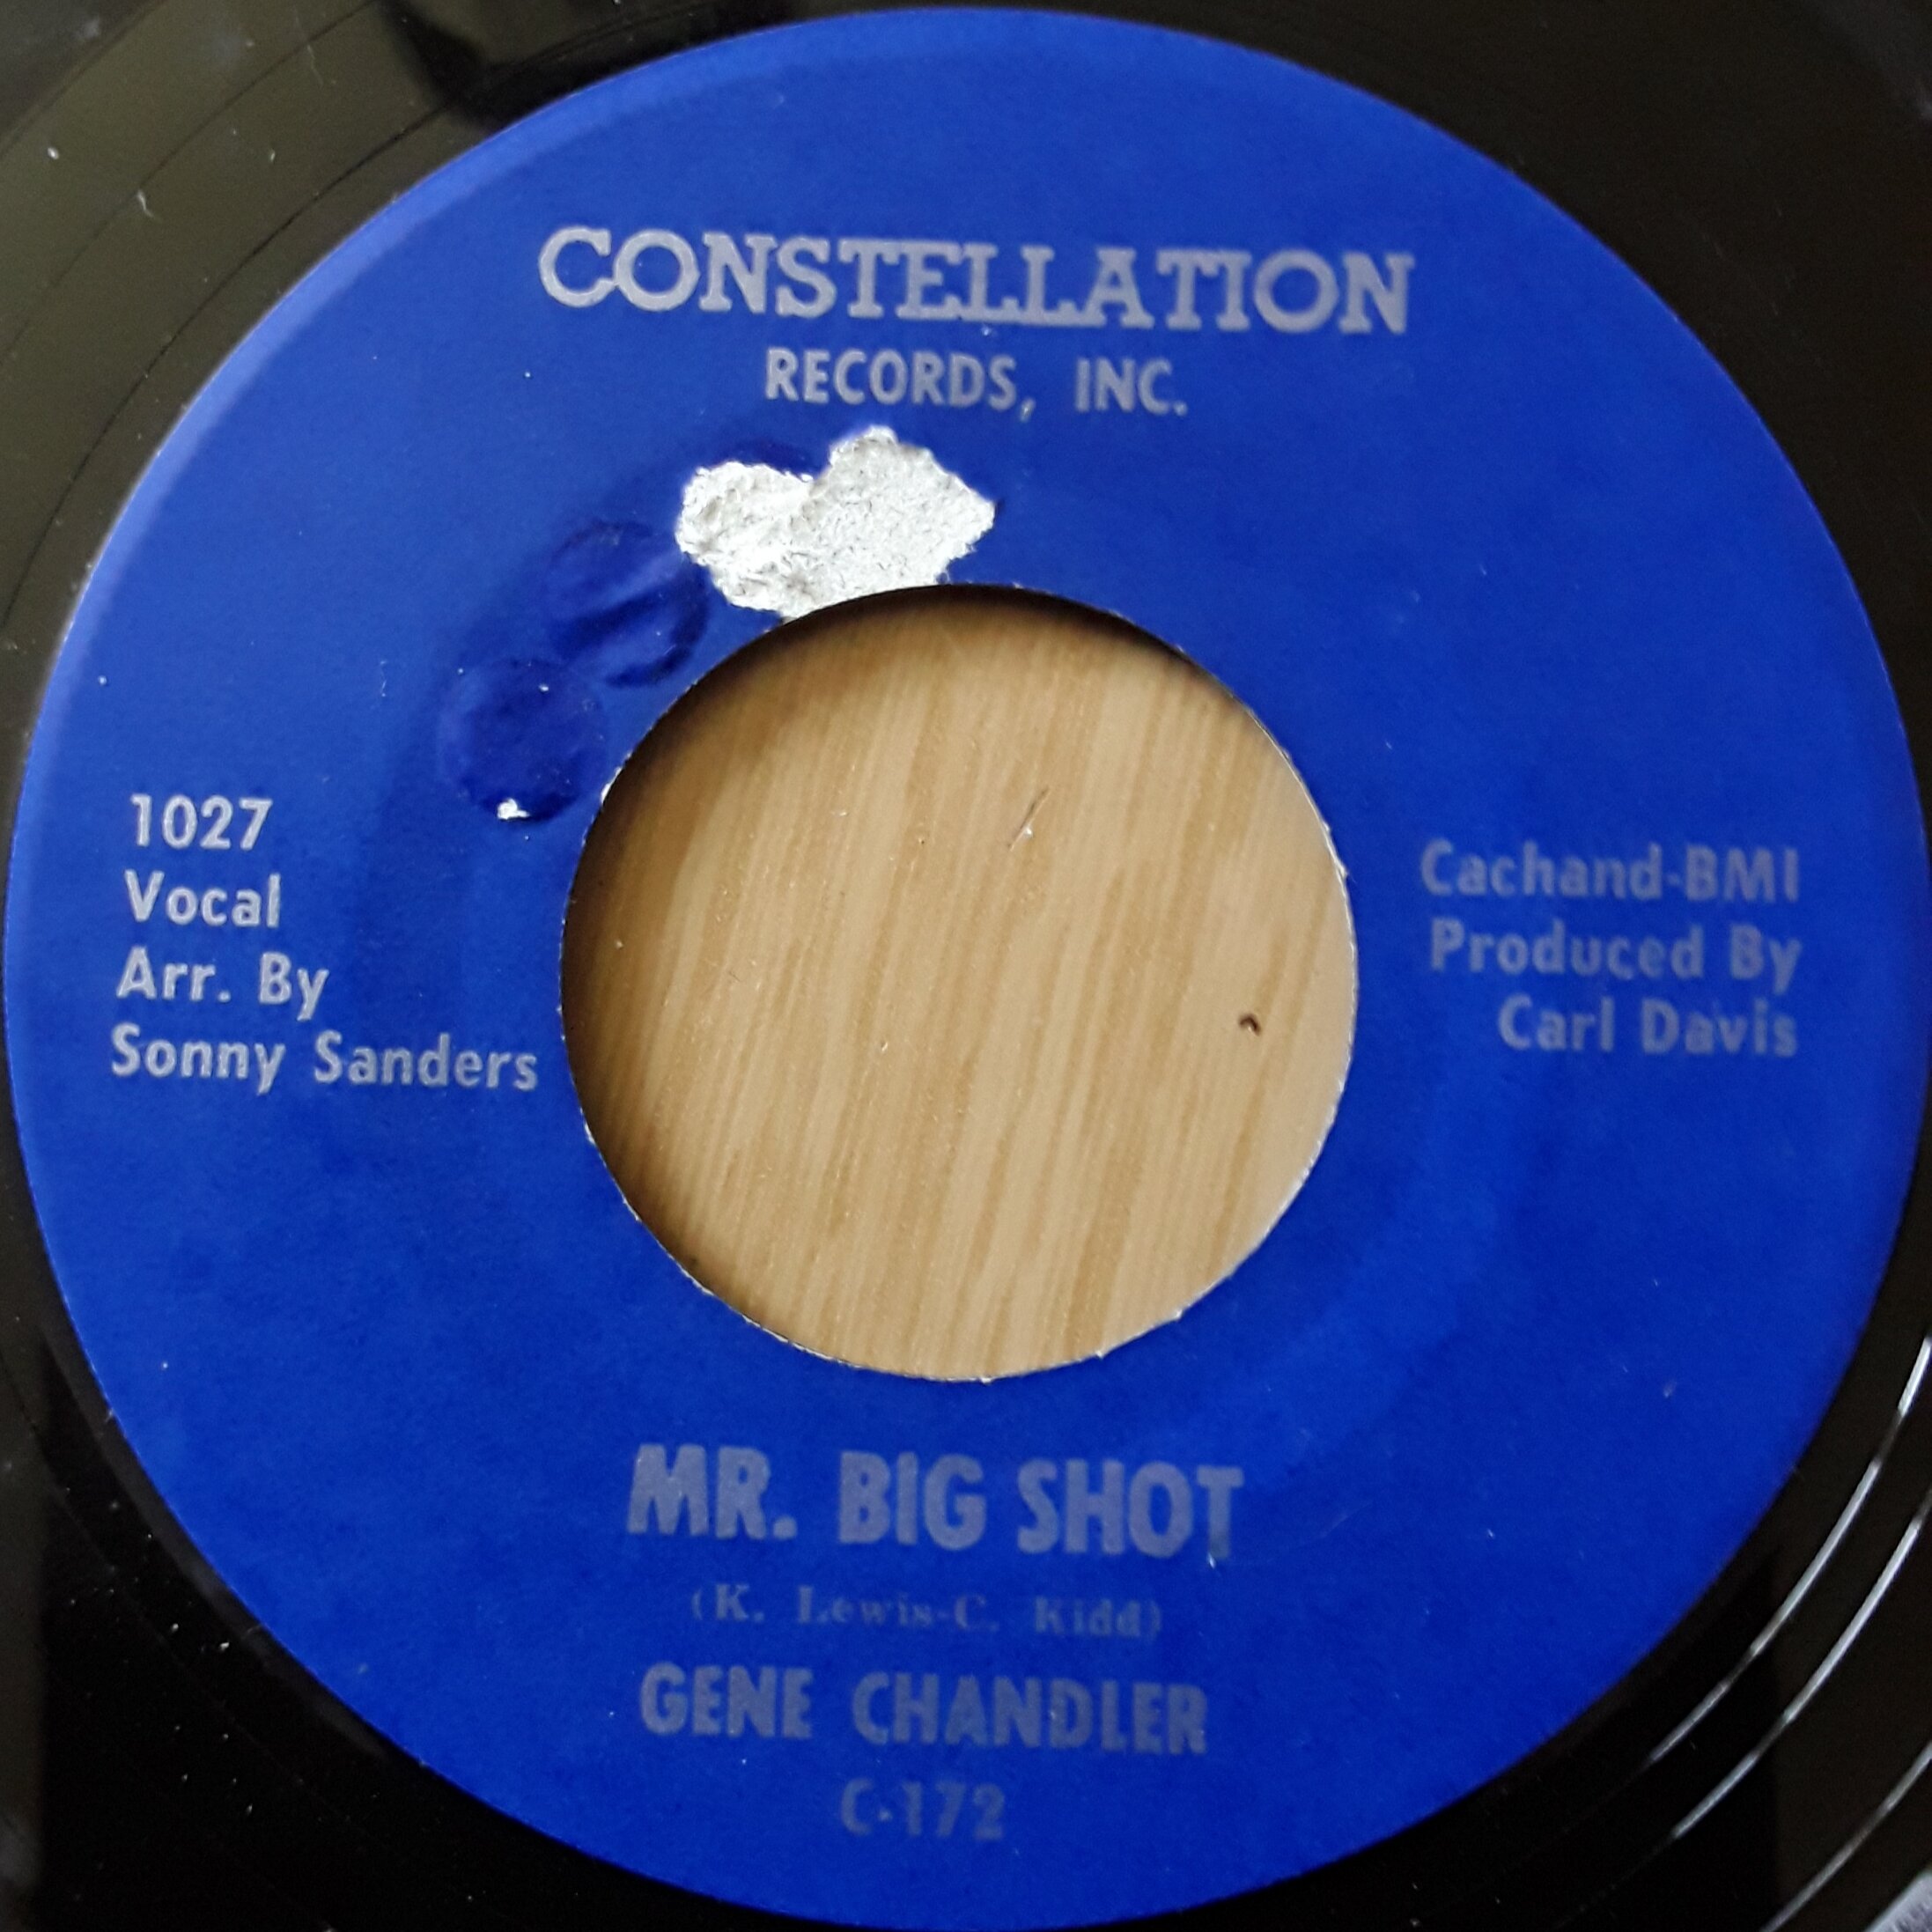 CONSTELLATION
RECORDS, INC.
1027
Vocal
Arr. By
Sonny Sanders
Cachand-BMI
Produced By
Carl Davis
MR. BIG SHOT
(K. Lewis-C. Kidd)
GENE CHANDLER
C-172